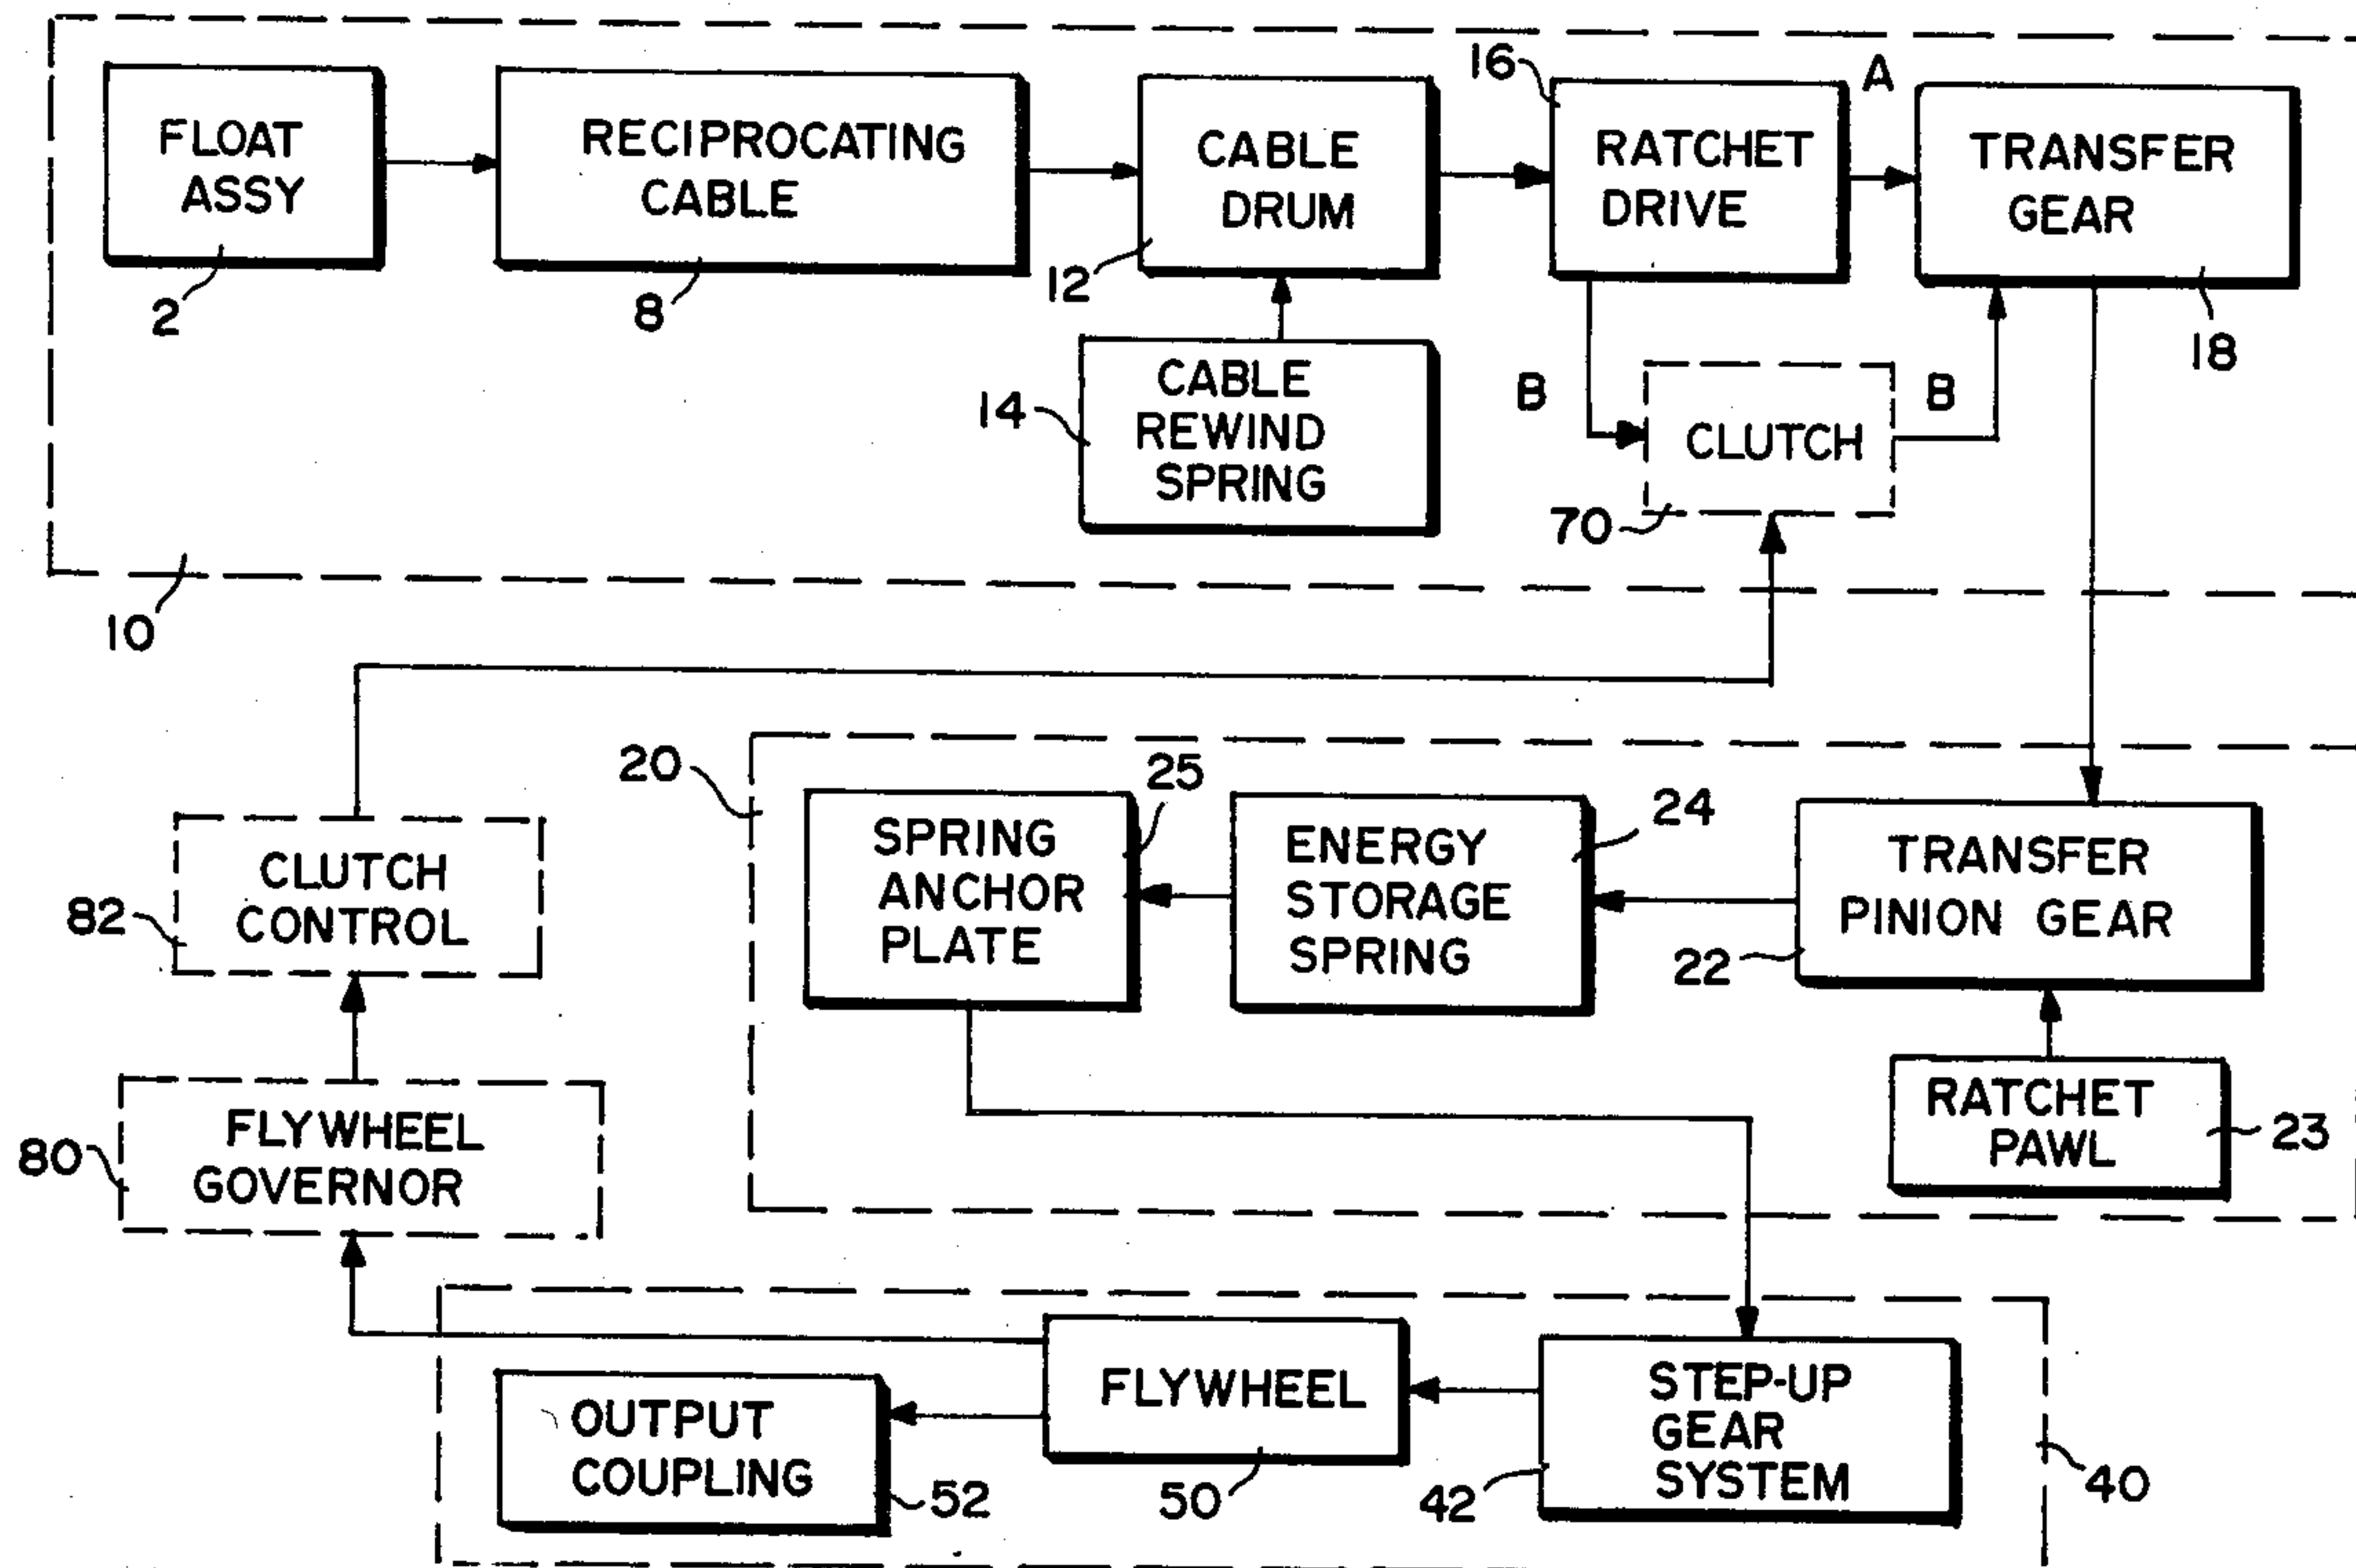 FLOAT
ASSY
2
RECIPROCATING
CABLE
8
CABLE
DRUM
12
16
RATCHET
DRIVE
A
TRANSFER
GEAR
18
14
CABLE
REWIND
SPRING
B
CLUTCH
B
70
10
20
25
SPRING
ANCHOR
PLATE
24
ENERGY
STORAGE
SPRING
TRANSFER
PINION GEAR
22
CLUTCH
CONTROL
82
RATCHET
PAWL
23
FLYWHEEL
GOVERNOR
80
OUTPUT
COUPLING
52
FLYWHEEL
50
STEP-UP
GEAR
SYSTEM
42
40